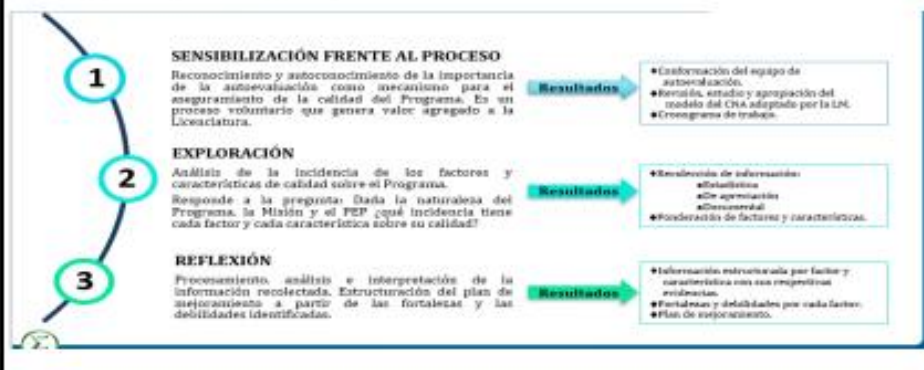 1
SENSIBILIZACIÓN FRENTE AL PROCESO
Reconocimiento y autoconocimiento de la importancia
de la autoevaluación como mecanismo para el
aseguramiento de la calidad del Programa. Es un
proceso voluntario que genera valor agregado a la
Licenciatura.
Resultados
◆Conformación del equipo de
autoevaluación.
◆Revisión, estudio y apropiación del
modelo del CNA adoptado por la LM.
◆Cronograma de trabajo.
2
EXPLORACIÓN
Análisis de la incidencia de los factores y
características de calidad sobre el Programa.
Responde a la pregunta: Dada la naturaleza del
Programa, la Misión y el PEP ¿qué incidencia tiene
cada factor y cada característica sobre su calidad?
Resultados
◆Recolección de información:
●Estadística
●De apreciación
●Documental
◆Ponderación de factores y características.
3
REFLEXIÓN
Procesamiento, análisis e interpretación de la
información recolectada. Estructuración del plan de
mejoramiento a partir de las fortalezas y las
debilidades identificadas.
Resultados
◆Información estructurada por factor y
característica con sus respectivas
evidencias.
◆Fortalezas y debilidades por cada factor.
◆Plan de mejoramiento.